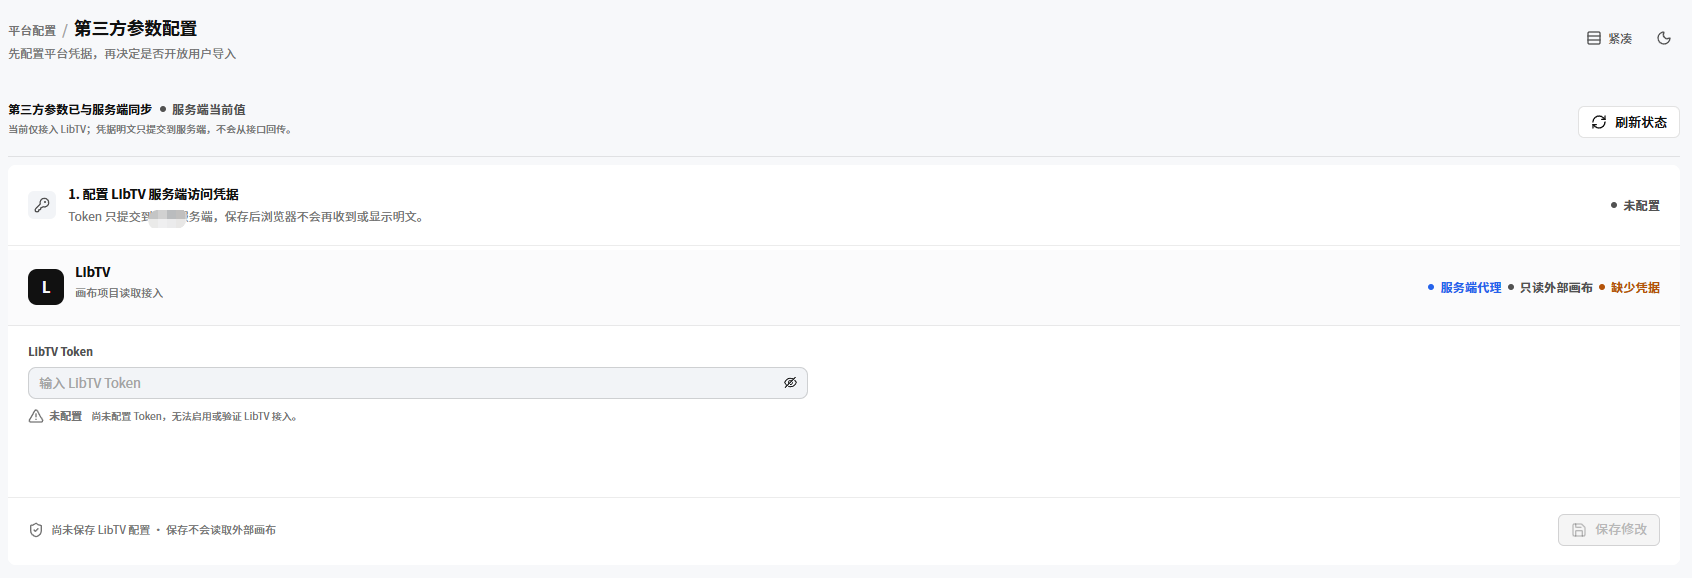 平台配置 / 第三方参数配置
先配置平台凭据，再决定是否开放用户导入
紧凑
第三方参数已与服务端同步 • 服务端当前值
当前仅接入 LibTV；凭据明文只提交到服务端，不会从接口回传。
刷新状态
1. 配置 LibTV 服务端访问凭据
Token 只提交到服务端，保存后浏览器不会再收到或显示明文。
• 未配置
L
LibTV
画布项目读取接入
• 服务端代理 • 只读外部画布 • 缺少凭据
LibTV Token
输入 LibTV Token
未配置 尚未配置 Token，无法启用或验证 LibTV 接入。
尚未保存 LibTV 配置 · 保存不会读取外部画布
保存修改